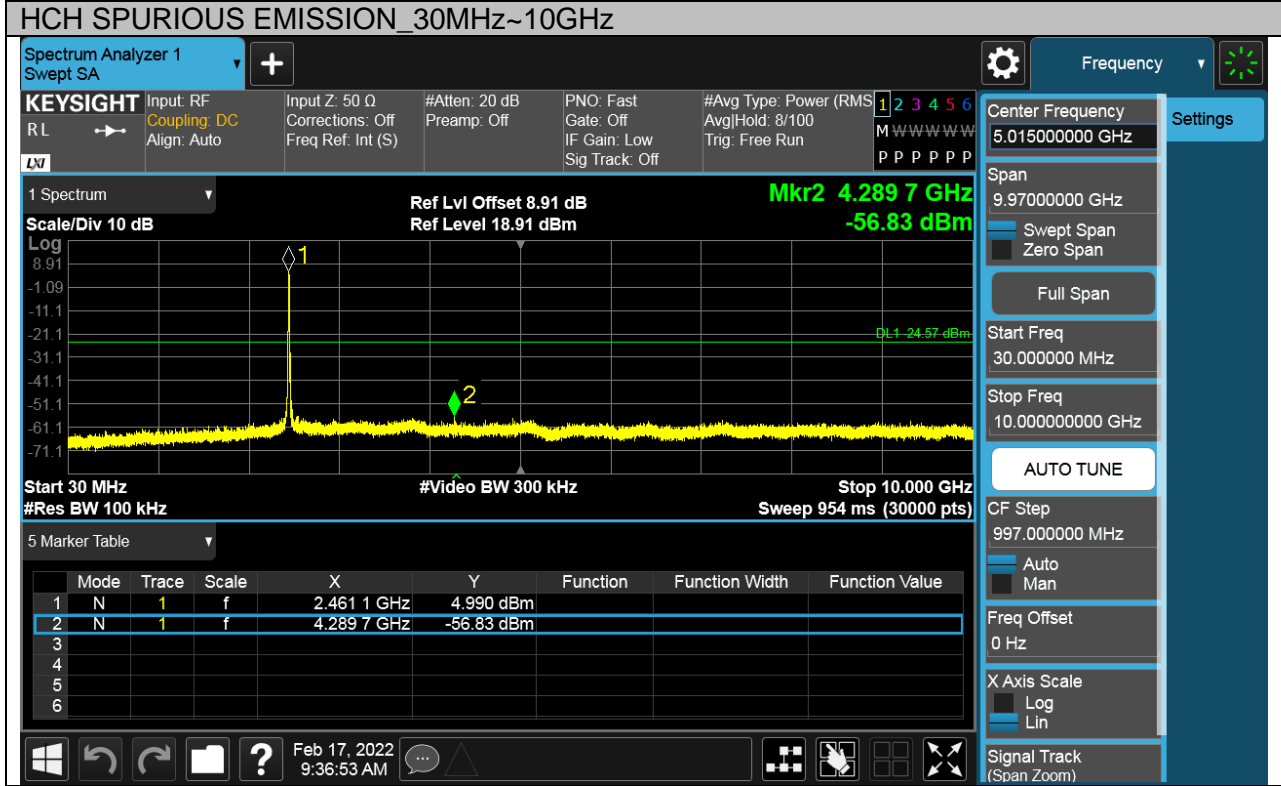 HCH SPURIOUS EMISSION_30MHz~10GHz
Spectrum Analyzer 1
Swept SA
+
Frequency
KEYSIGHT
RL
LXI
Input: RF
Coupling: DC
Align: Auto
Input Z: 50 Ω
Corrections: Off
Freq Ref: Int (S)
#Atten: 20 dB
Preamp: Off
PNO: Fast
Gate: Off
IF Gain: Low
Sig Track: Off
#Avg Type: Power (RMS
Avg|Hold: 8/100
Trig: Free Run
1 2 3 4 5 6
M W W W W W
P P P P P P
1 Spectrum
Scale/Div 10 dB
Ref Lvl Offset 8.91 dB
Ref Level 18.91 dBm
Mkr2 4.289 7 GHz
-56.83 dBm
Log
8.91
-1.09
-11.1
-21.1
-31.1
-41.1
-51.1
-61.1
-71.1
1
2
DL1 -24.57 dBm
Start 30 MHz
#Res BW 100 kHz
#Video BW 300 kHz
Stop 10.000 GHz
Sweep 954 ms (30000 pts)
5 Marker Table
Mode Trace Scale X Y Function Function Width Function Value
1 N 1 f 2.461 1 GHz 4.990 dBm
2 N 1 f 4.289 7 GHz -56.83 dBm
3
4
5
6
?
Feb 17, 2022
9:36:53 AM
Center Frequency
5.015000000 GHz
Settings
Span
9.97000000 GHz
Swept Span
Zero Span
Full Span
Start Freq
30.000000 MHz
Stop Freq
10.000000000 GHz
AUTO TUNE
CF Step
997.000000 MHz
Auto
Man
Freq Offset
0 Hz
X Axis Scale
Log
Lin
Signal Track
(Span Zoom)